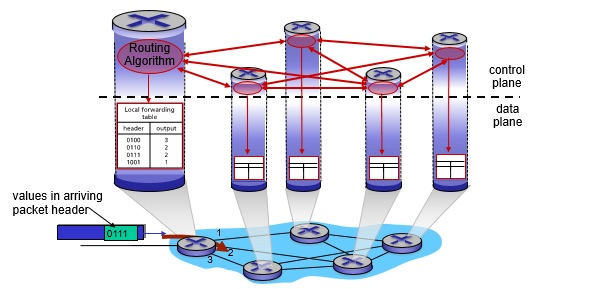 Routing
Algorithm
control
plane
data
plane
Local forwarding
table
header output
0100 3
0110 2
0111 2
1001 1
values in arriving
packet header
0111
1
2
3